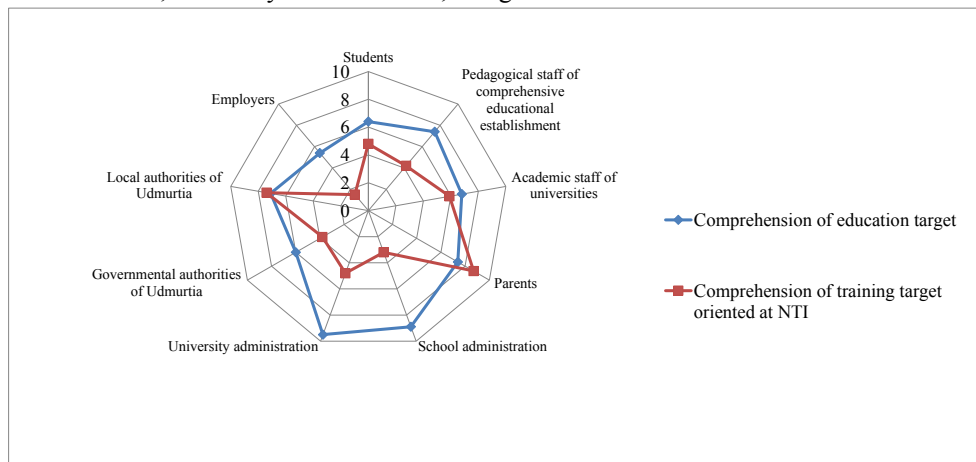 Students
10
8
6
4
2
0
Pedagogical staff of
comprehensive
educational
establishment
Academic staff of
universities
Parents
School administration
University administration
Governmental authorities
of Udmurtia
Local authorities of
Udmurtia
Employers
Comprehension of education target
Comprehension of training target
oriented at NTI